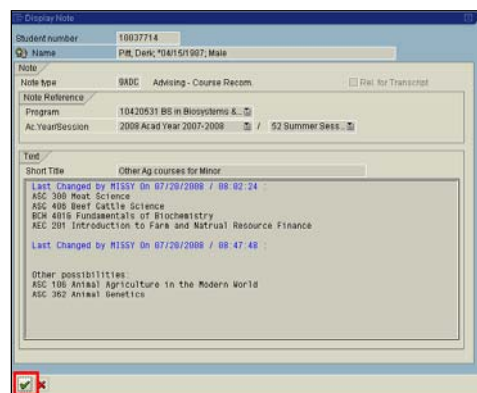 Display Note
Student number 10037714
Name Pitt, Derk; *04/15/1987; Male
Note
Note type 9ADC Advising - Course Recom. Rel. for Transcript
Note Reference
Program 10420531 BS in Biosystems &...
Ac.Year/Session 2008 Acad Year 2007-2008 / 52 Summer Sess...
Text
Short Title Other Ag courses for Minor
Last Changed by MISSY On 07/20/2008 / 08:02:24 :
ASC 300 Meat Science
ASC 406 Beef Cattle Science
BCH 401G Fundamentals of Biochemistry
AEC 201 Introduction to Farm and Natrual Resource Finance
Last Changed by MISSY On 07/20/2008 / 08:47:48 :
Other possibilities:
ASC 106 Animal Agriculture in the Modern World
ASC 362 Animal Genetics